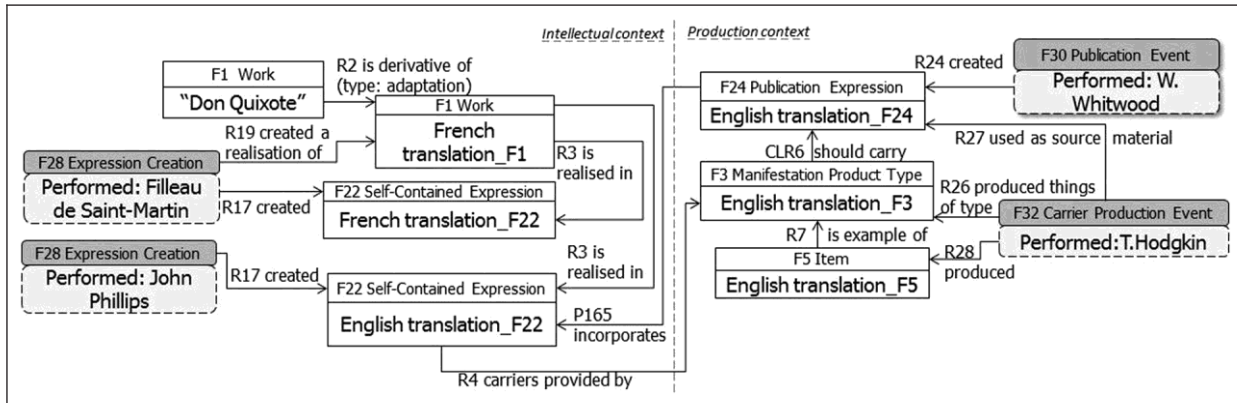 Intellectual context
Production context
F1 Work
"Don Quixote"
R2 is derivative of
(type: adaptation)
F1 Work
French
translation_F1
R19 created a
realisation of
F28 Expression Creation
Performed: Filleau
de Saint-Martin
R17 created
F22 Self-Contained Expression
French translation_F22
R3 is
realised in
F28 Expression Creation
Performed: John
Phillips
R17 created
R3 is
realised in
F22 Self-Contained Expression
English translation_F22
P165
incorporates
R4 carriers provided by
F24 Publication Expression
English translation_F24
R24 created
F30 Publication Event
Performed: W.
Whitwood
R27 used as source material
CLR6 should carry
F3 Manifestation Product Type
English translation_F3
R26 produced things
of type
F32 Carrier Production Event
Performed:T.Hodgkin
R7 is example of
F5 Item
English translation_F5
R28
produced